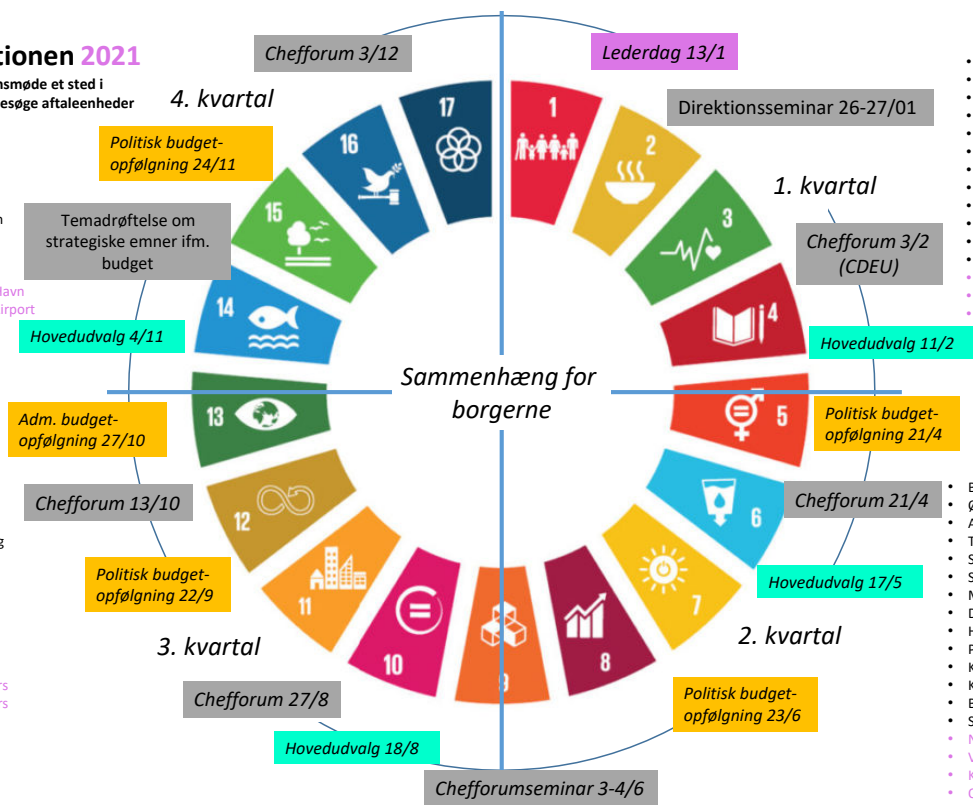 Chefforum 3/12
Lederdag 13/1
2021
et sted i
aftaleenheder
4. kvartal
Direktionsseminar 26-27/01
Politisk budget-
opfølgning 24/11
1. kvartal
Temadrøftelse om
strategiske emner ifm.
budget
Chefforum 3/2
(CDEU)
Hovedudvalg 4/11
Hovedudvalg 11/2
Sammenhæng for
borgerne
Adm. budget-
opfølgning 27/10
Politisk budget-
opfølgning 21/4
Chefforum 13/10
Chefforum 21/4
Politisk budget-
opfølgning 22/9
Hovedudvalg 17/5
3. kvartal
2. kvartal
Chefforum 27/8
Politisk budget-
opfølgning 23/6
Hovedudvalg 18/8
Chefforumseminar 3-4/6
1
2
3
4
5
6
7
8
9
10
11
12
13
14
15
16
17